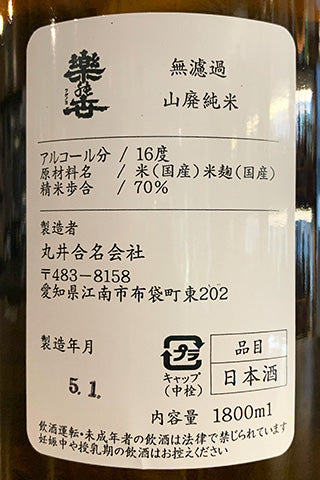 樂の世
無濾過
山廃純米
アルコール分 / 16度
原材料名 / 米(国産)米麹(国産)
精米歩合 / 70%
製造者
丸井合名会社
〒483-8158
愛知県江南市布袋町東202
製造年月
5.1.
プラ
キャップ
(中栓)
品目
日本酒
内容量 1800ml
飲酒運転・未成年者の飲酒は法律で禁じられています
妊娠中や授乳期の飲酒はお控えください